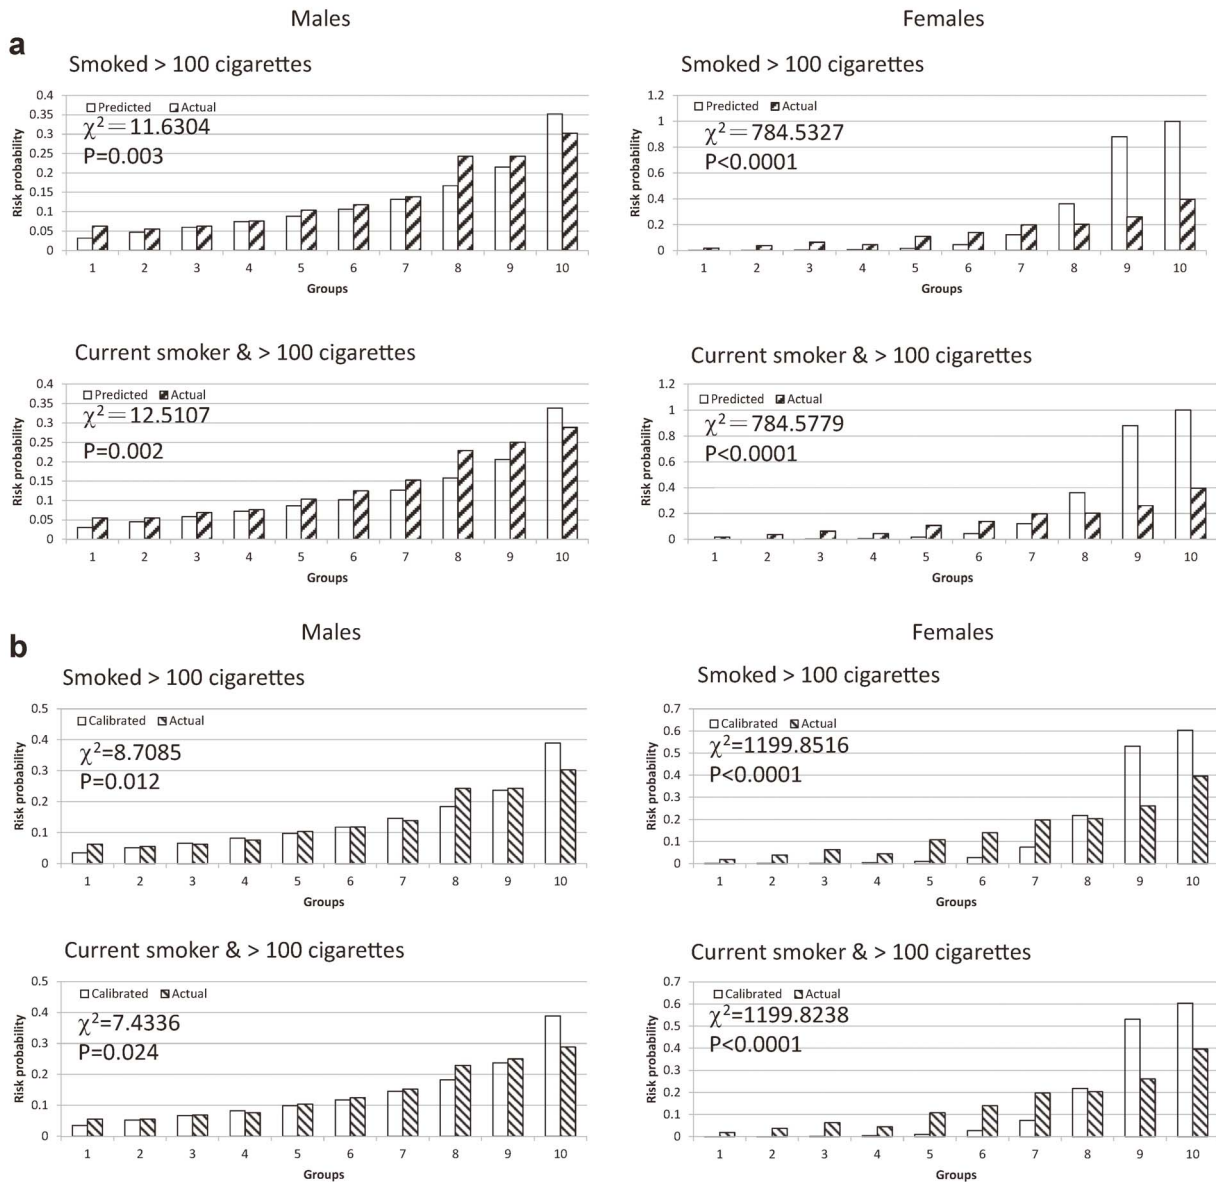 Males
Females
a
Smoked > 100 cigarettes
0.4
0.35
0.3
0.25
0.2
0.15
0.1
0.05
0
Risk probability
Predicted Actual
χ²=11.6304
P=0.003
1 2 3 4 5 6 7 8 9 10
Groups
Smoked > 100 cigarettes
1.2
1
0.8
0.6
0.4
0.2
0
Risk probability
Predicted Actual
χ²=784.5327
P<0.0001
1 2 3 4 5 6 7 8 9 10
Groups
Current smoker & > 100 cigarettes
0.4
0.35
0.3
0.25
0.2
0.15
0.1
0.05
0
Risk probability
Predicted Actual
χ²=12.5107
P=0.002
1 2 3 4 5 6 7 8 9 10
Groups
Current smoker & > 100 cigarettes
1.2
1
0.8
0.6
0.4
0.2
0
Risk probability
Predicted Actual
χ²=784.5779
P<0.0001
1 2 3 4 5 6 7 8 9 10
Groups
b
Males
Females
Smoked > 100 cigarettes
0.5
0.4
0.3
0.2
0.1
0
Risk probability
Calibrated Actual
χ²=8.7085
P=0.012
1 2 3 4 5 6 7 8 9 10
Groups
Smoked > 100 cigarettes
0.7
0.6
0.5
0.4
0.3
0.2
0.1
0
Risk probability
Calibrated Actual
χ²=1199.8516
P<0.0001
1 2 3 4 5 6 7 8 9 10
Groups
Current smoker & > 100 cigarettes
0.5
0.4
0.3
0.2
0.1
0
Risk probability
Calibrated Actual
χ²=7.4336
P=0.024
1 2 3 4 5 6 7 8 9 10
Groups
Current smoker & > 100 cigarettes
0.7
0.6
0.5
0.4
0.3
0.2
0.1
0
Risk probability
Calibrated Actual
χ²=1199.8238
P<0.0001
1 2 3 4 5 6 7 8 9 10
Groups